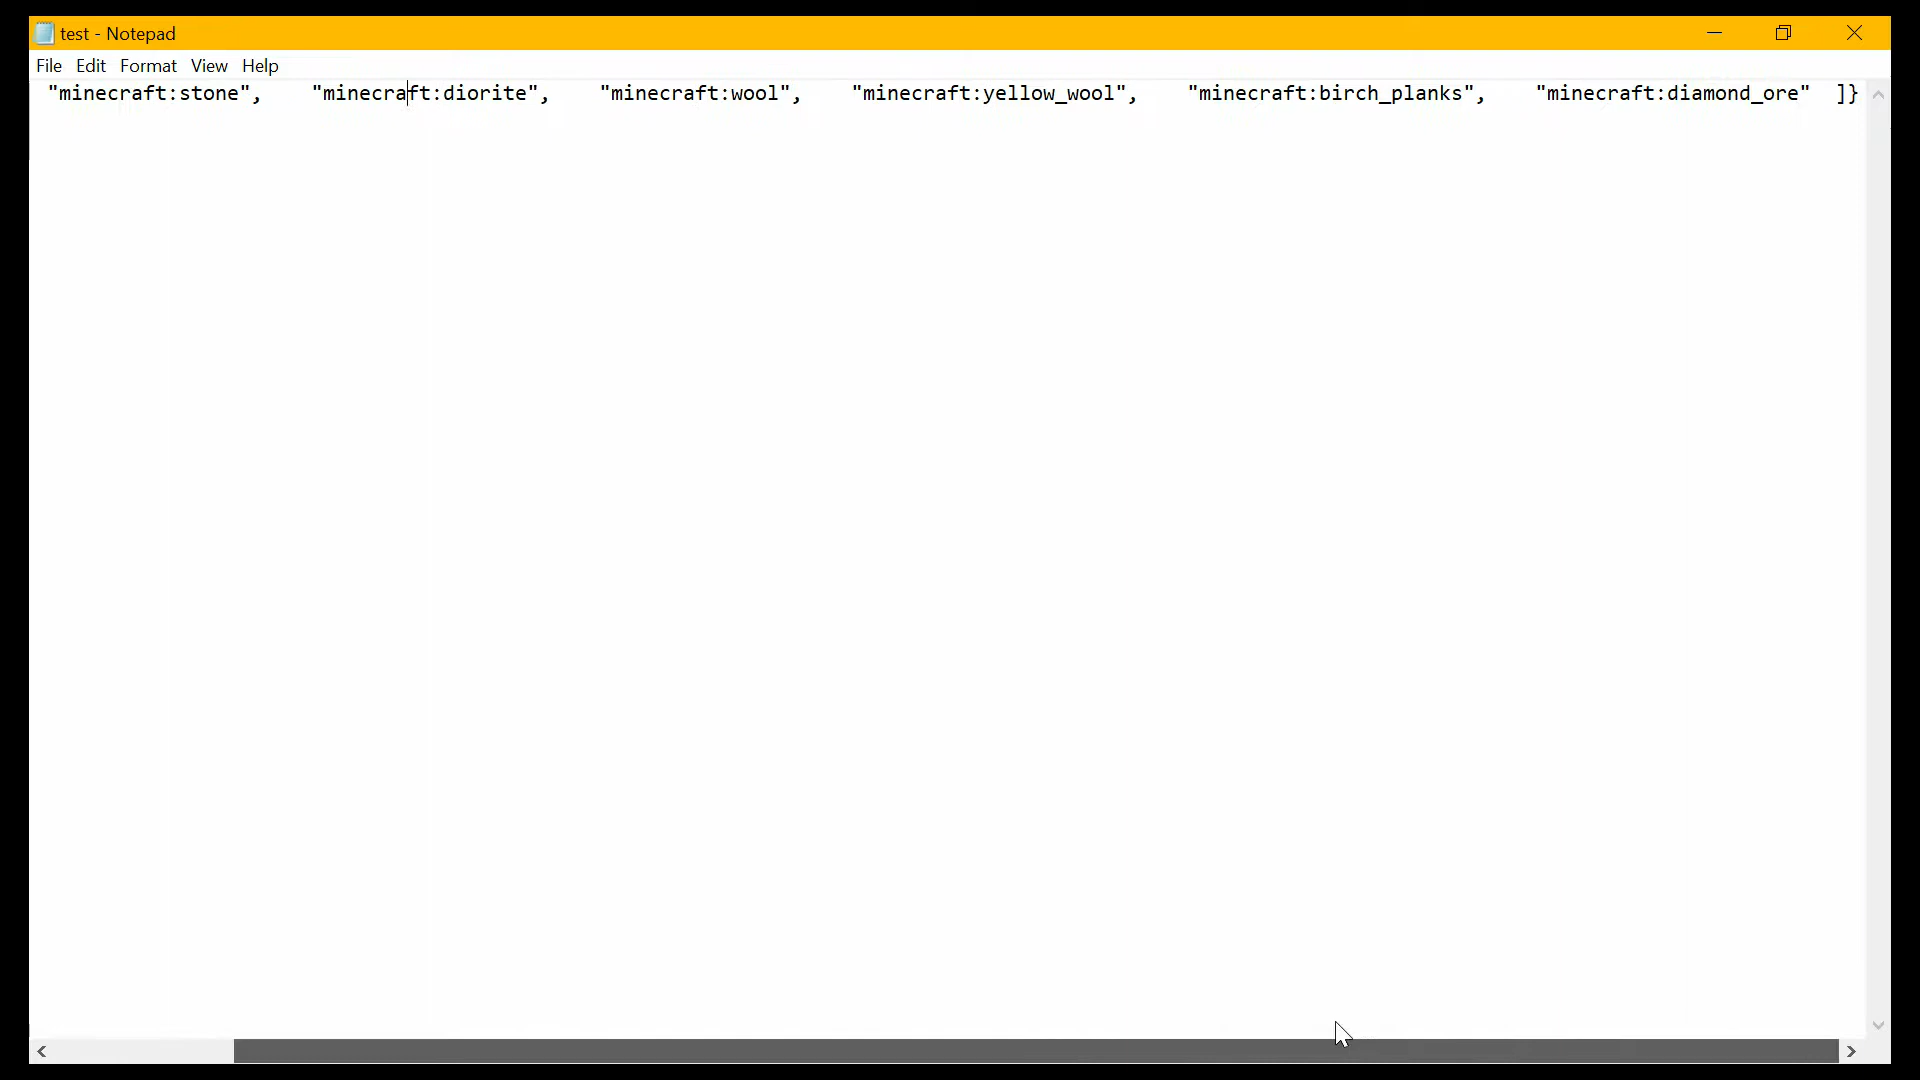 test - Notepad
File Edit Format View Help
"minecraft:stone",    "minecraft:diorite",    "minecraft:wool",    "minecraft:yellow_wool",    "minecraft:birch_planks",    "minecraft:diamond_ore"  ]}